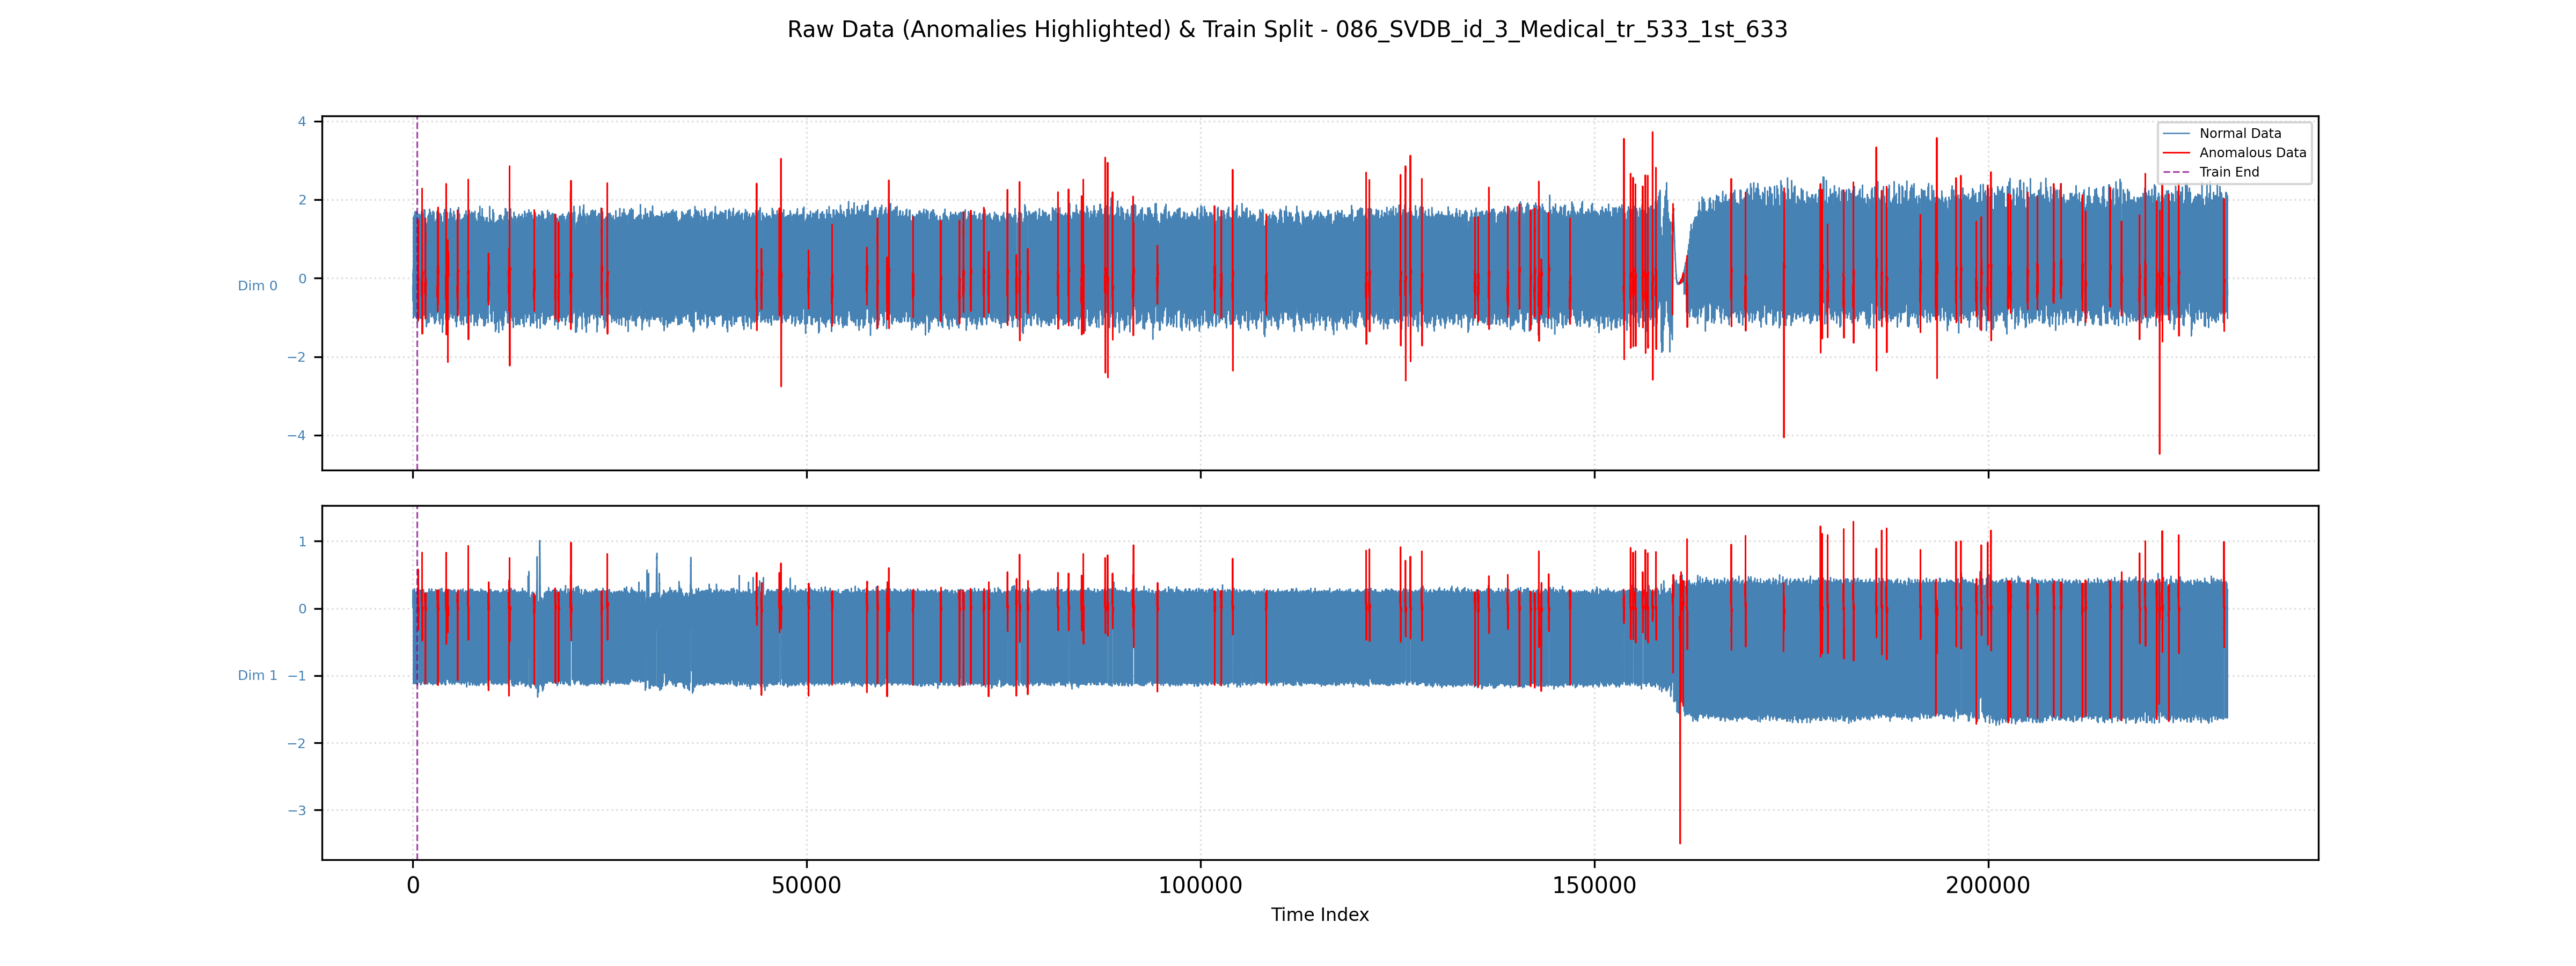 Raw Data (Anomalies Highlighted) & Train Split - 086_SVDB_id_3_Medical_tr_533_1st_633
4
2
0
−2
−4
Dim 0
Normal Data
Anomalous Data
Train End
1
0
−1
−2
−3
Dim 1
0 50000 100000 150000 200000
Time Index